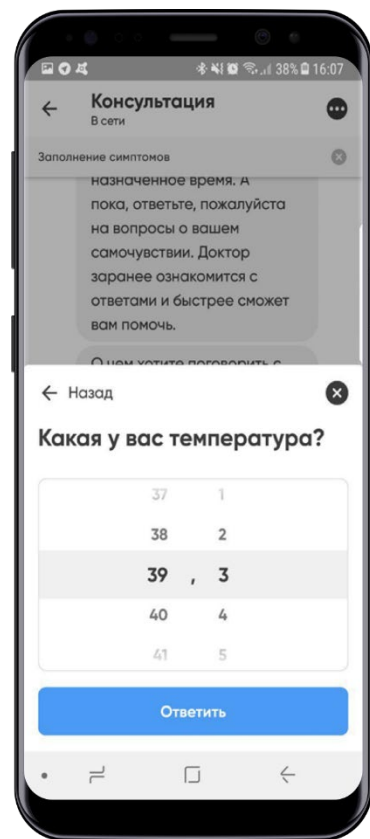 38% 16:07
Консультация
В сети
Заполнение симптомов
назначенное время. А
пока, ответьте, пожалуйста
на вопросы о вашем
самочувствии. Доктор
заранее ознакомится с
ответами и быстрее сможет
вам помочь.
О чем хотите поговорить с
Назад
Какая у вас температура?
37 1
38 2
39 , 3
40 4
41 5
Ответить